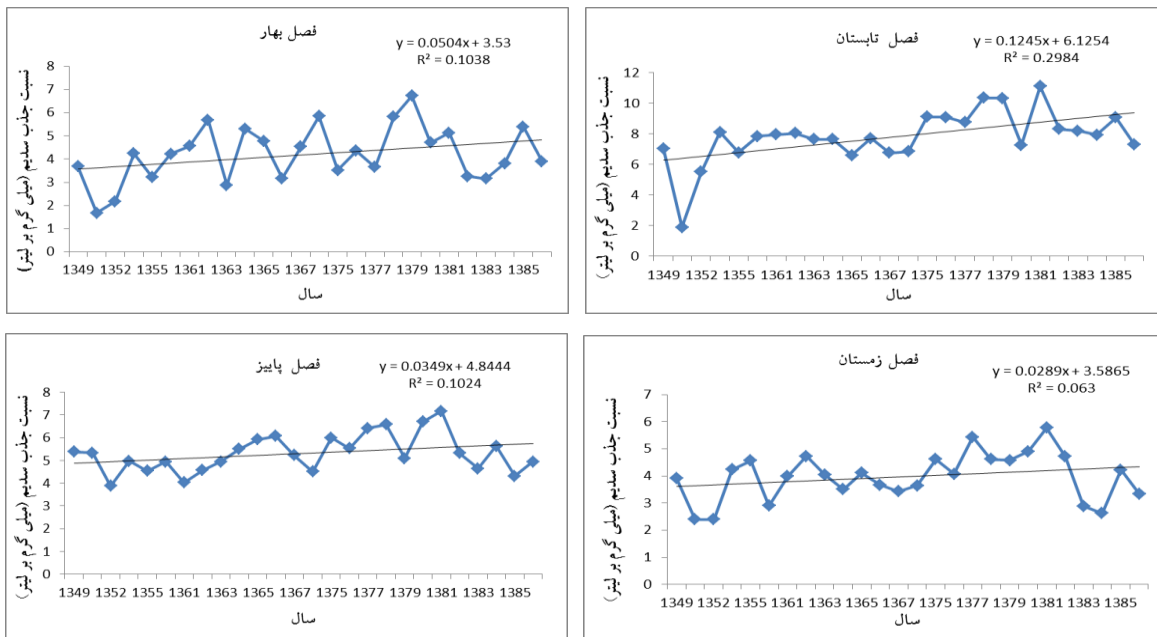 فصل بهار
y = 0.0504x + 3.53
R² = 0.1038
نسبت جذب سدیم (میلی گرم بر لیتر)
8
7
6
5
4
3
2
1
0
1349 1352 1355 1361 1363 1365 1367 1375 1377 1379 1381 1383 1385
سال
فصل تابستان
y = 0.1245x + 6.1254
R² = 0.2984
نسبت جذب سدیم (میلی گرم بر لیتر)
12
10
8
6
4
2
0
1349 1352 1355 1361 1363 1365 1367 1375 1377 1379 1381 1383 1385
سال
فصل پاییز
y = 0.0349x + 4.8444
R² = 0.1024
نسبت جذب سدیم (میلی گرم بر لیتر)
8
7
6
5
4
3
2
1
0
1349 1352 1355 1361 1363 1365 1367 1375 1377 1379 1381 1383 1385
سال
فصل زمستان
y = 0.0289x + 3.5865
R² = 0.063
نسبت جذب سدیم (میلی گرم بر لیتر)
7
6
5
4
3
2
1
0
1349 1352 1355 1361 1363 1365 1367 1375 1377 1379 1381 1383 1385
سال